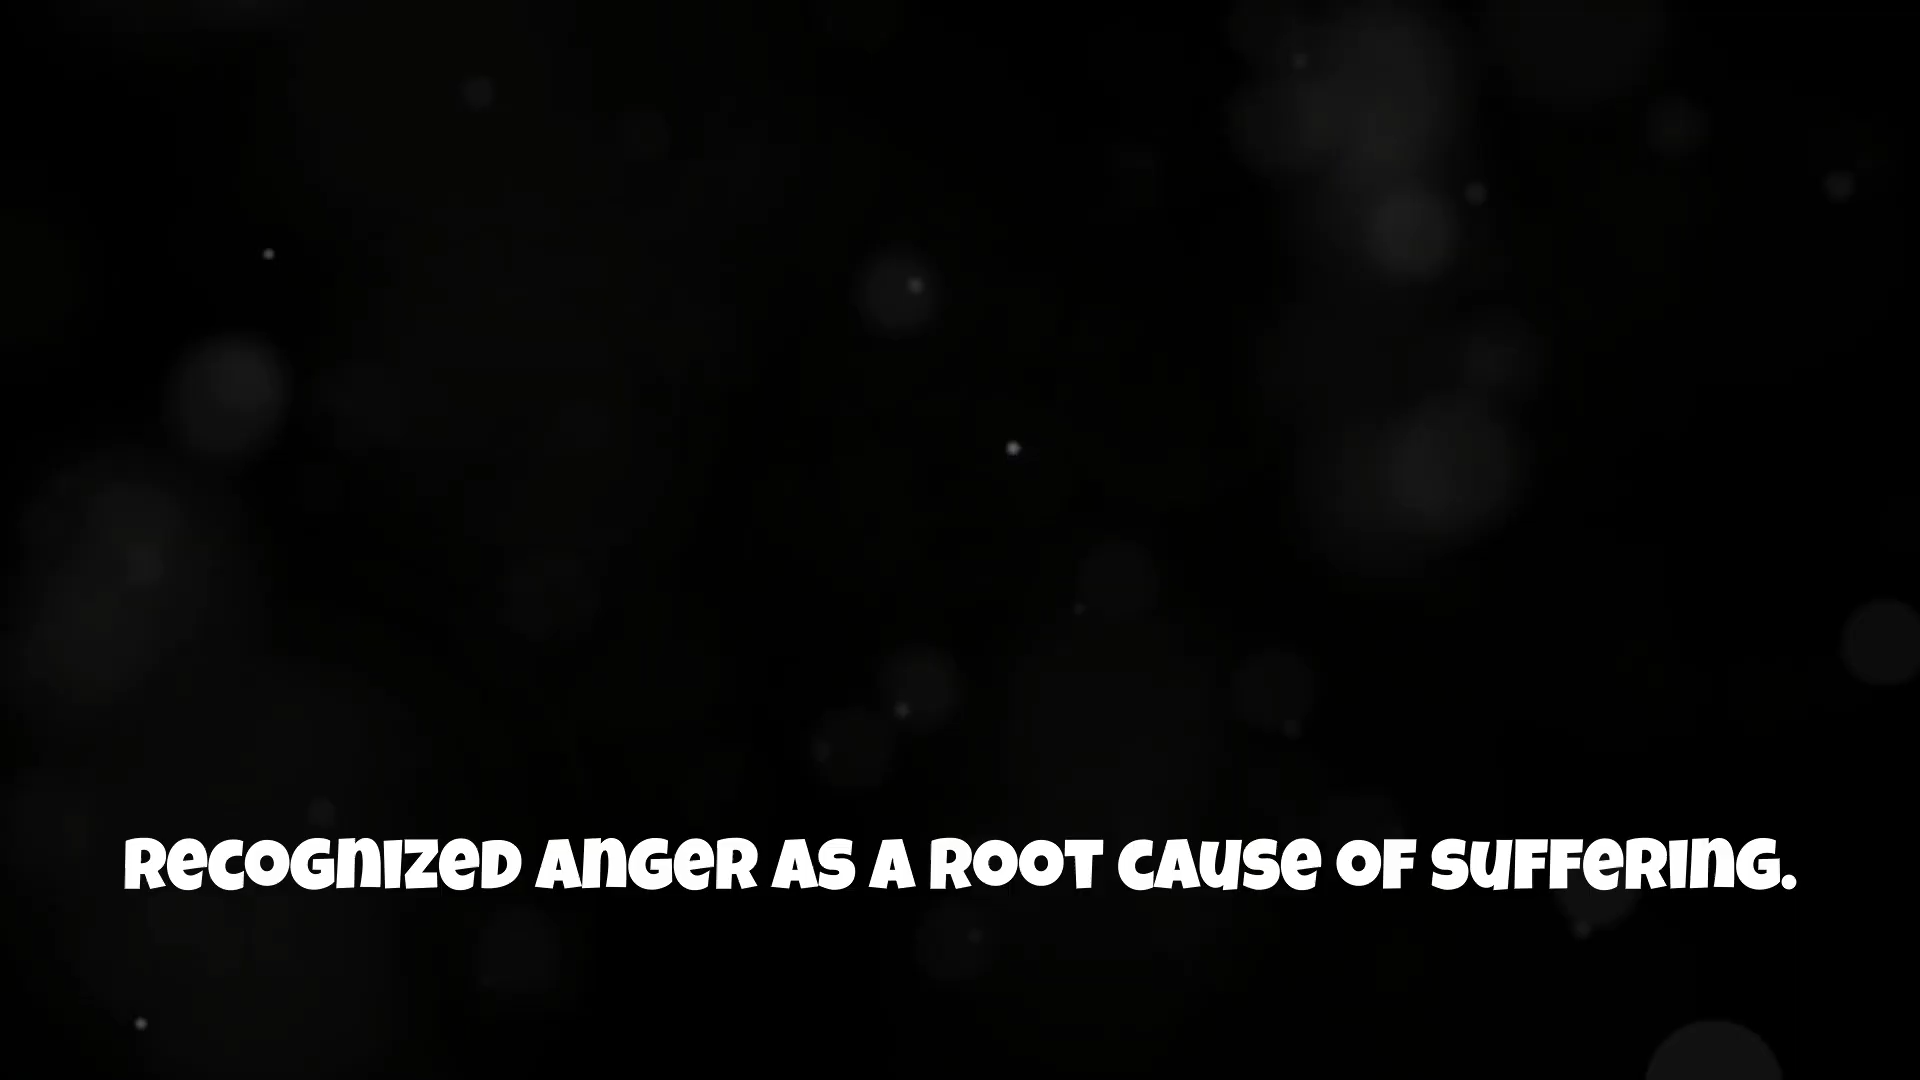 Recognized anger as a root cause of suffering.